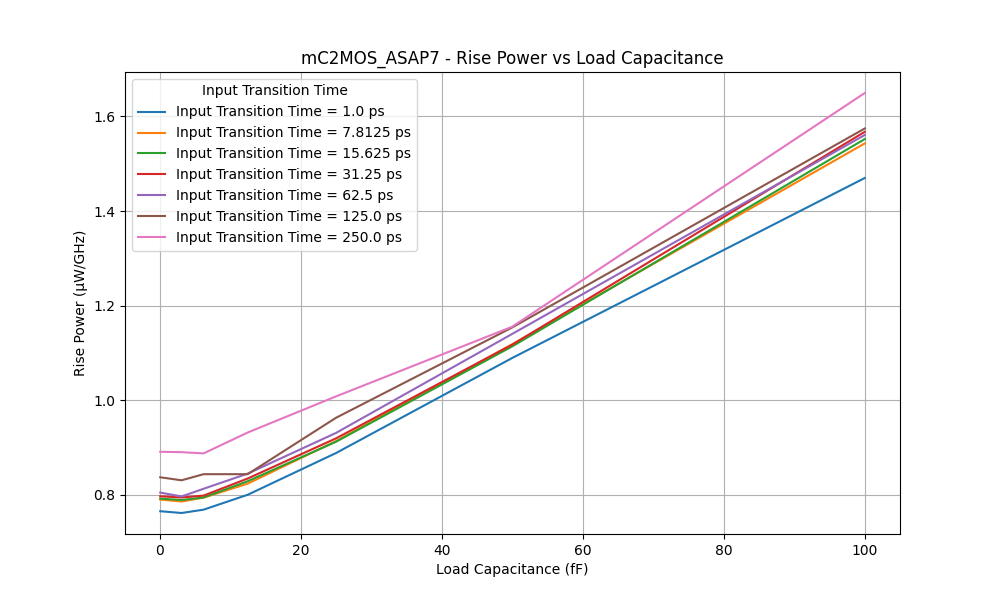 mC2MOS_ASAP7 - Rise Power vs Load Capacitance
Input Transition Time
Input Transition Time = 1.0 ps
Input Transition Time = 7.8125 ps
Input Transition Time = 15.625 ps
Input Transition Time = 31.25 ps
Input Transition Time = 62.5 ps
Input Transition Time = 125.0 ps
Input Transition Time = 250.0 ps
Rise Power (μW/GHz)
1.6
1.4
1.2
1.0
0.8
0 20 40 60 80 100
Load Capacitance (fF)